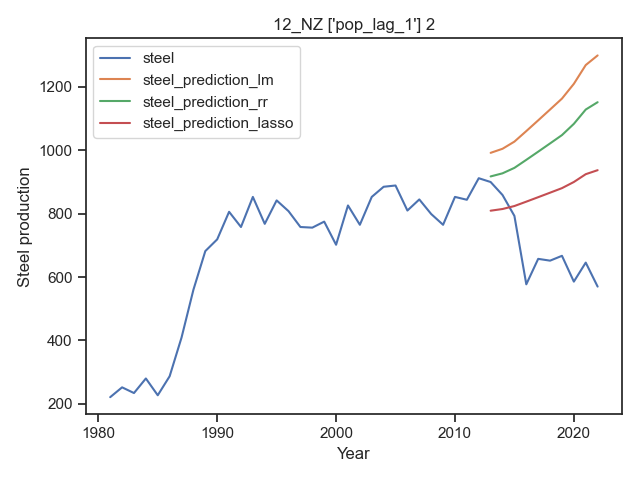 12_NZ ['pop_lag_1'] 2
steel
steel_prediction_lm
steel_prediction_rr
steel_prediction_lasso
Steel production
1200
1000
800
600
400
200
1980
1990
2000
2010
2020
Year